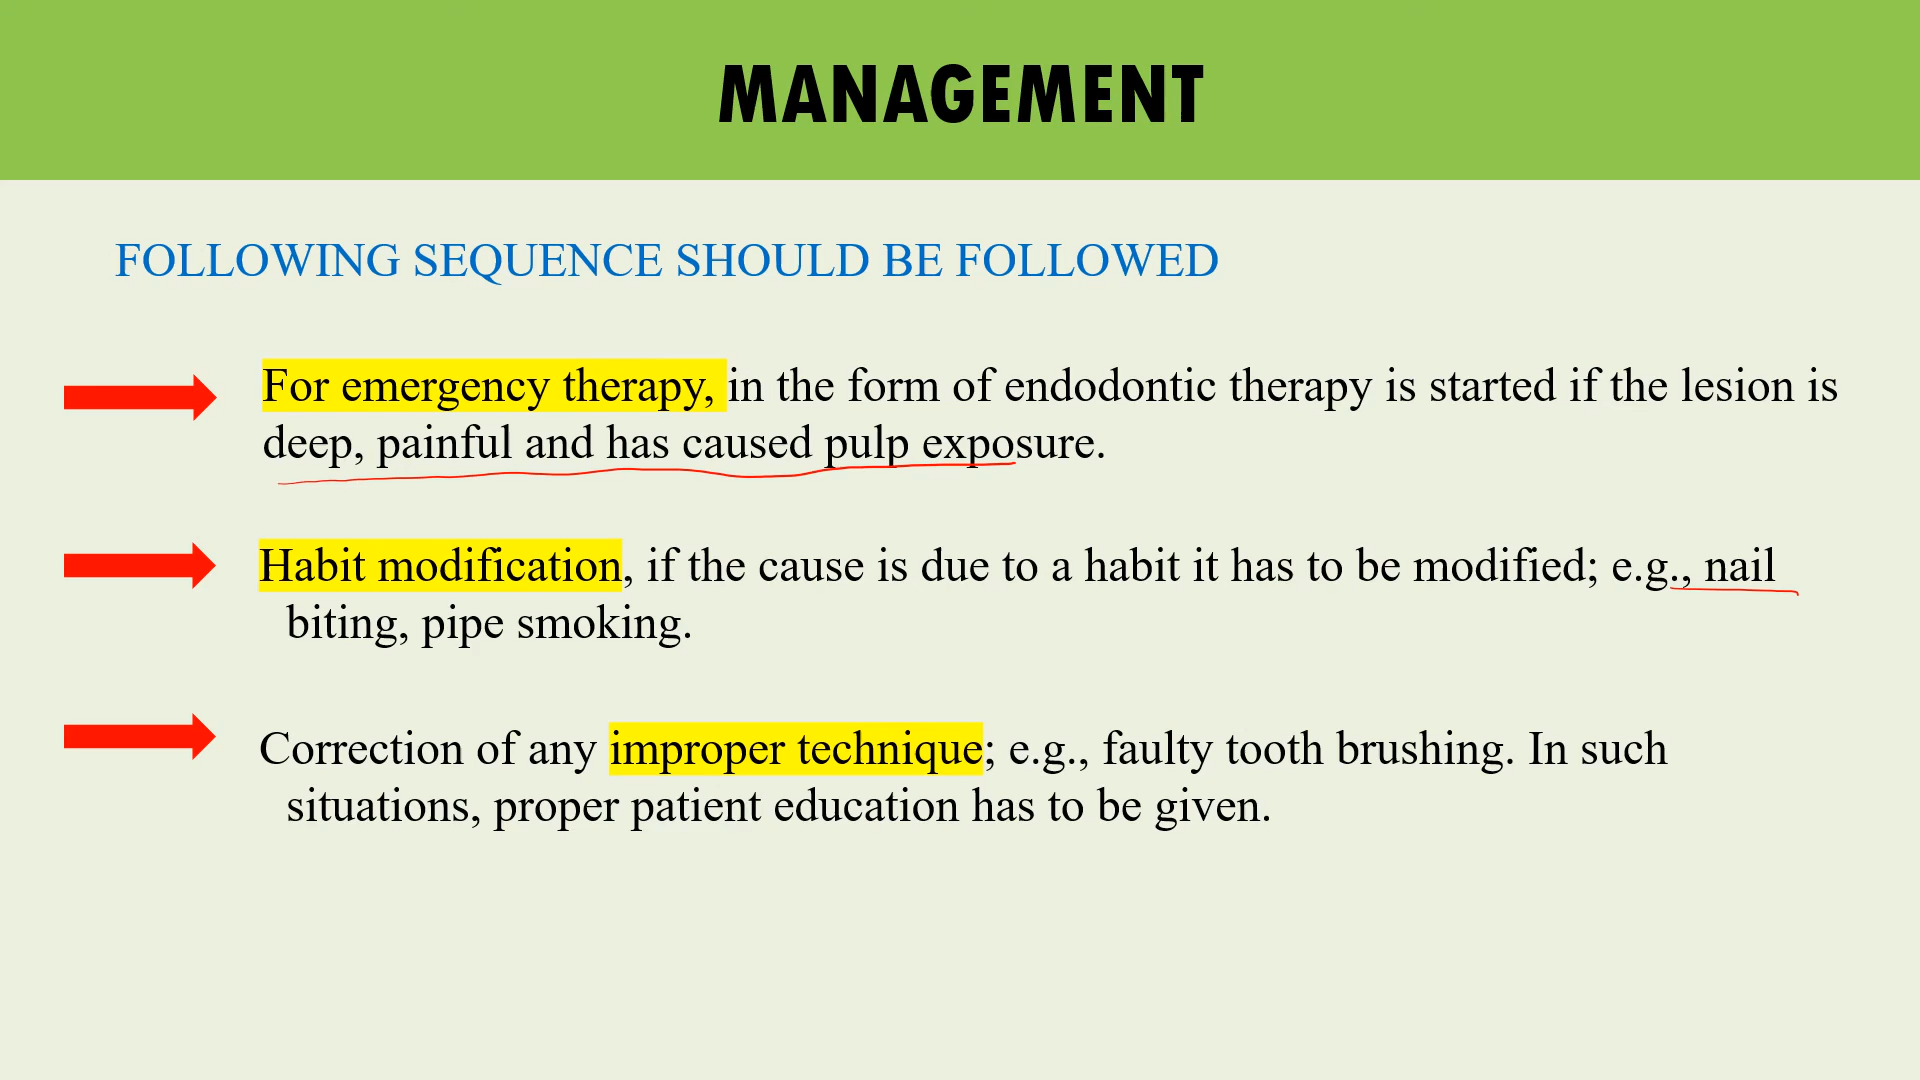 MANAGEMENT
FOLLOWING SEQUENCE SHOULD BE FOLLOWED
For emergency therapy, in the form of endodontic therapy is started if the lesion is
deep, painful and has caused pulp exposure.
Habit modification, if the cause is due to a habit it has to be modified; e.g., nail
biting, pipe smoking.
Correction of any improper technique; e.g., faulty tooth brushing. In such
situations, proper patient education has to be given.